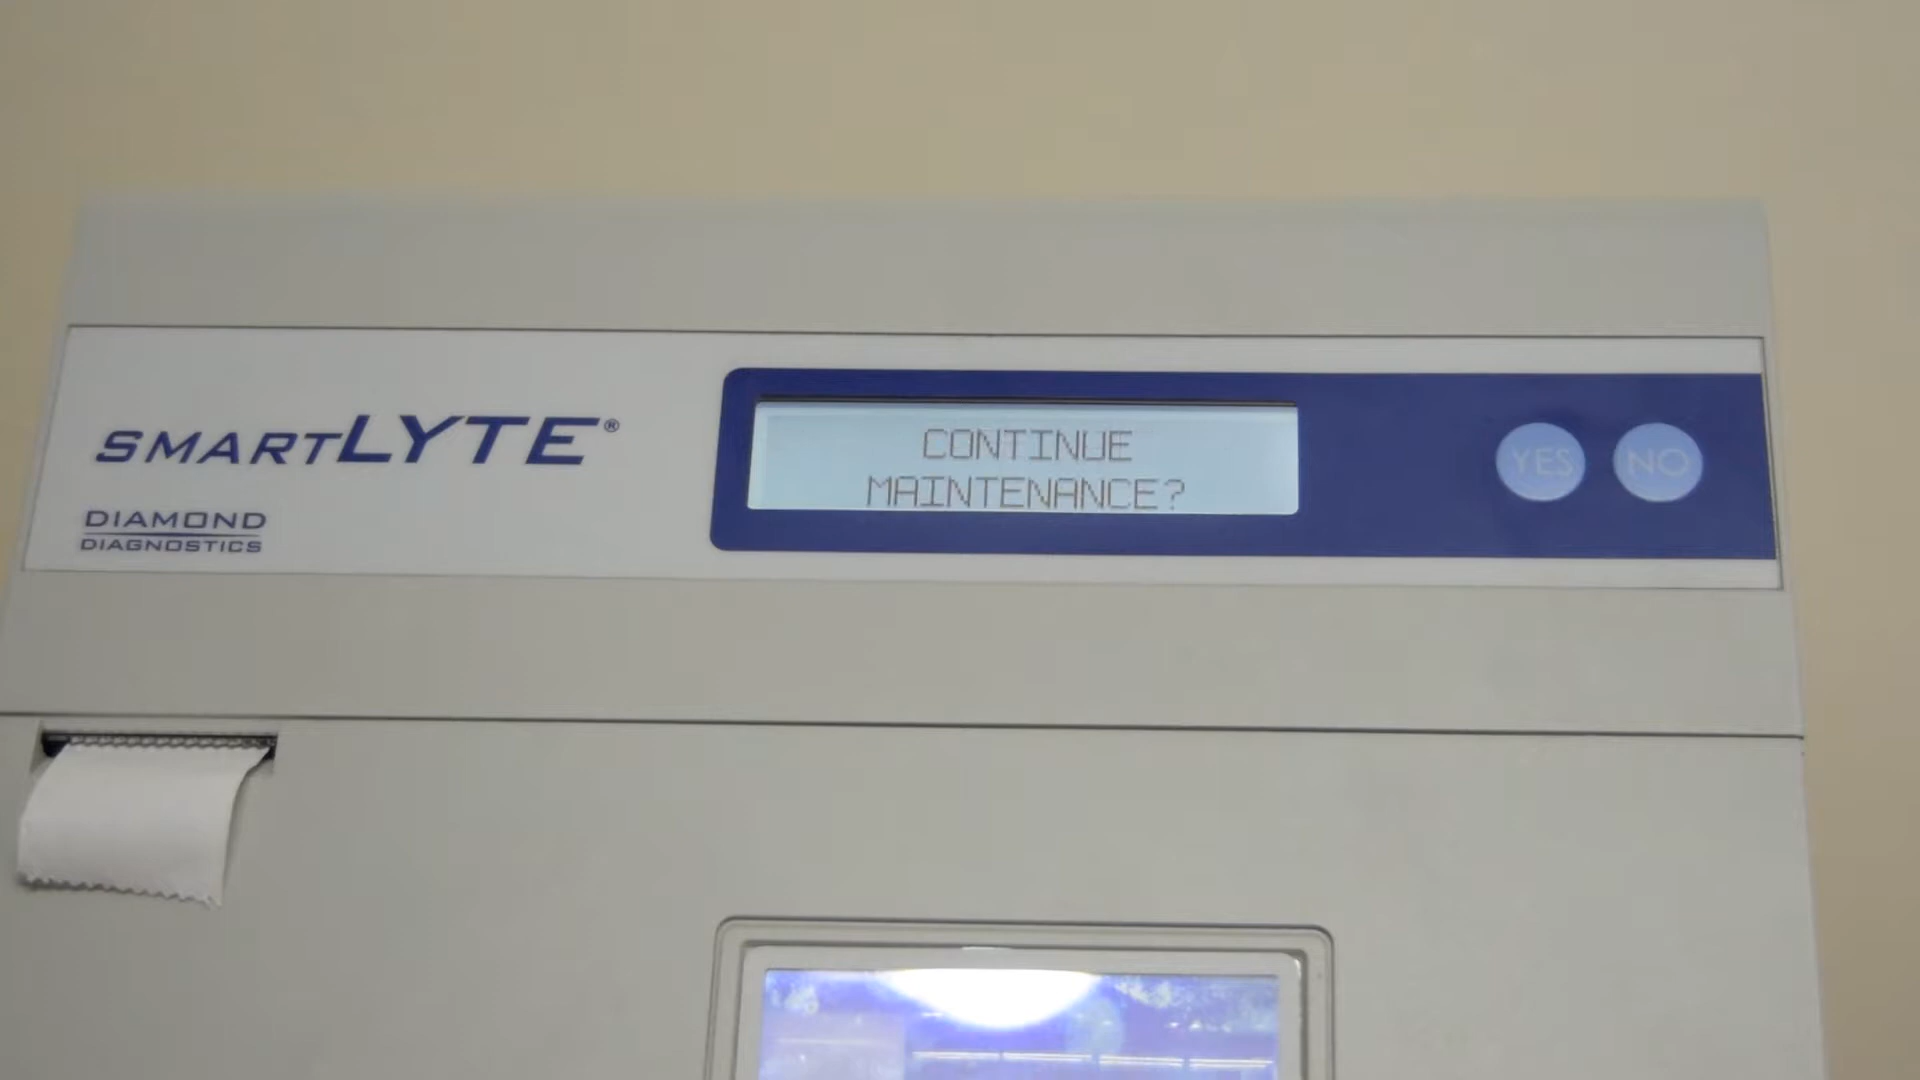 SMARTLYTE®
DIAMOND
DIAGNOSTICS
CONTINUE
MAINTENANCE?
YES NO